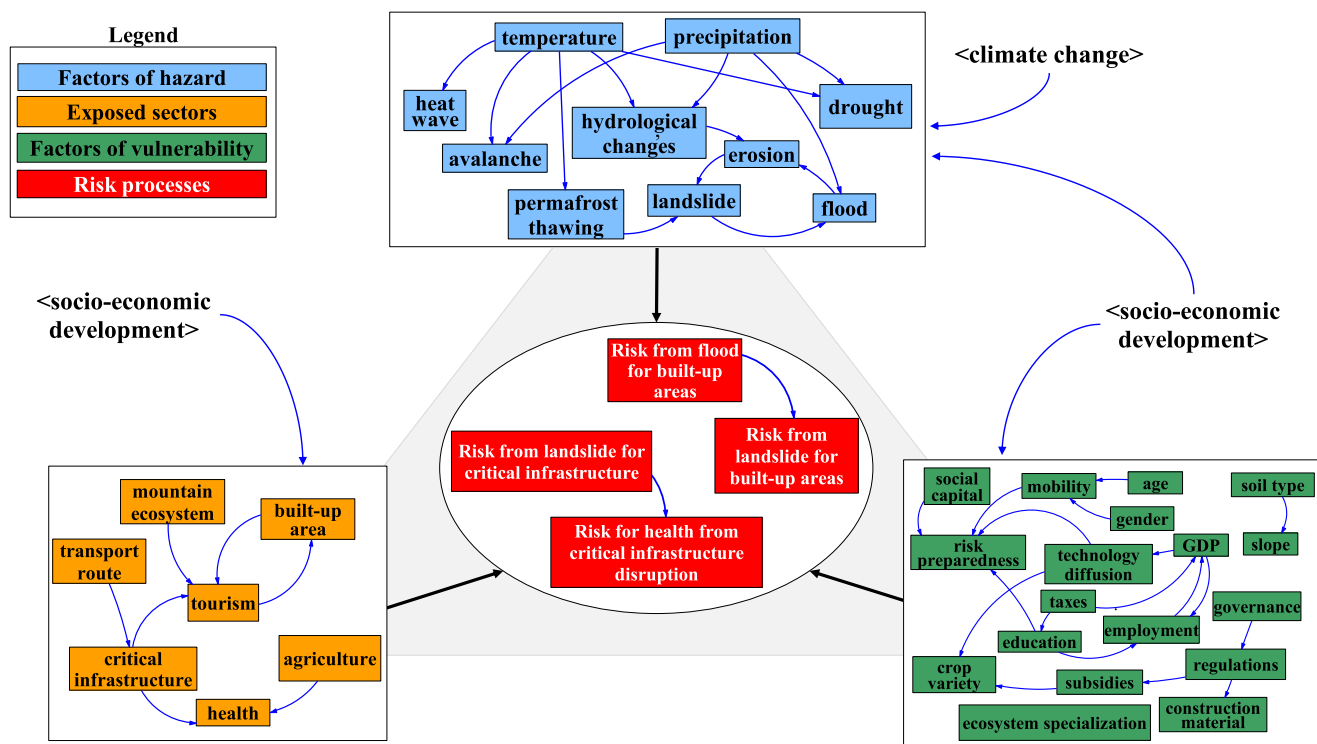 Legend
Factors of hazard
Exposed sectors
Factors of vulnerability
Risk processes
temperature
precipitation
heat
wave
avalanche
hydrological
changes
erosion
drought
permafrost
thawing
landslide
flood
<climate change>
<socio-economic
development>
<socio-economic
development>
Risk from flood
for built-up
areas
Risk from landslide for
critical infrastructure
Risk from
landslide for
built-up areas
Risk for health from
critical infrastructure
disruption
mountain
ecosystem
built-up
area
transport
route
tourism
critical
infrastructure
agriculture
health
social
capital
mobility
age
soil type
gender
risk
preparedness
technology
diffusion
GDP
slope
taxes
governance
education
employment
crop
variety
subsidies
regulations
ecosystem specialization
construction
material